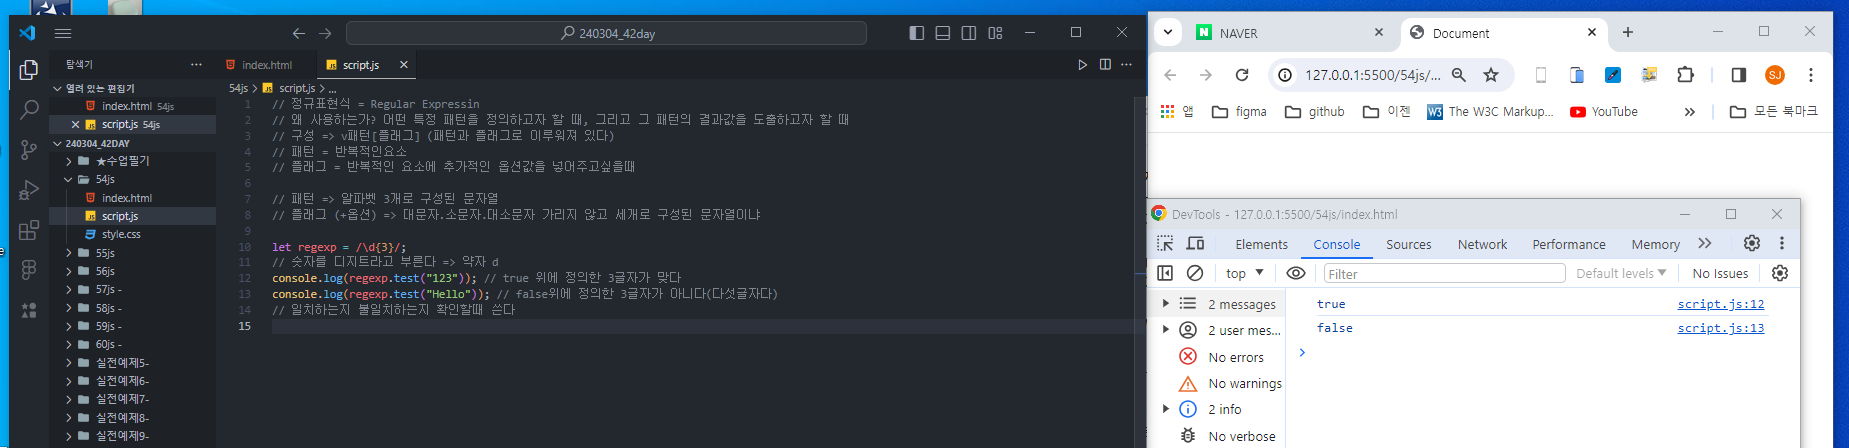 240304_42day
탐색기
index.html
script.js
열려 있는 편집기
index.html 54js
script.js 54js
240304_42DAY
★수업필기
54js
index.html
script.js
style.css
55js
56js
57js -
58js -
59js -
60js -
실전예제5-
실전예제6-
실전예제7-
실전예제8-
실전예제9-
54js > script.js > ...
1 // 정규표현식 = Regular Expressin
2 // 왜 사용하는가? 어떤 특정 패턴을 정의하고자 할 때, 그리고 그 패턴의 결과값을 도출하고자 할 때
3 // 구성 => v패턴[플래그] (패턴과 플래그로 이루워져 있다)
4 // 패턴 = 반복적인요소
5 // 플래그 = 반복적인 요소에 추가적인 옵션값을 넣어주고싶을때
6
7 // 패턴 => 알파벳 3개로 구성된 문자열
8 // 플래그 (+옵션) => 대문자.소문자.대소문자 가리지 않고 세개로 구성된 문자열이냐
9
10 let regexp = /\d{3}/;
11 // 숫자를 디지트라고 부른다 => 약자 d
12 console.log(regexp.test("123")); // true 위에 정의한 3글자가 맞다
13 console.log(regexp.test("Hello")); // false위에 정의한 3글자가 아니다(다섯글자다)
14 // 일치하는지 불일치하는지 확인할때 쓴다
15
NAVER
Document
127.0.0.1:5500/54js/...
SJ
앱
figma
github
이젠
The W3C Markup...
YouTube
»
모든 북마크
DevTools - 127.0.0.1:5500/54js/index.html
Elements
Console
Sources
Network
Performance
Memory
top
Filter
Default levels
No Issues
2 messages
2 user mes...
No errors
No warnings
2 info
No verbose
true script.js:12
false script.js:13